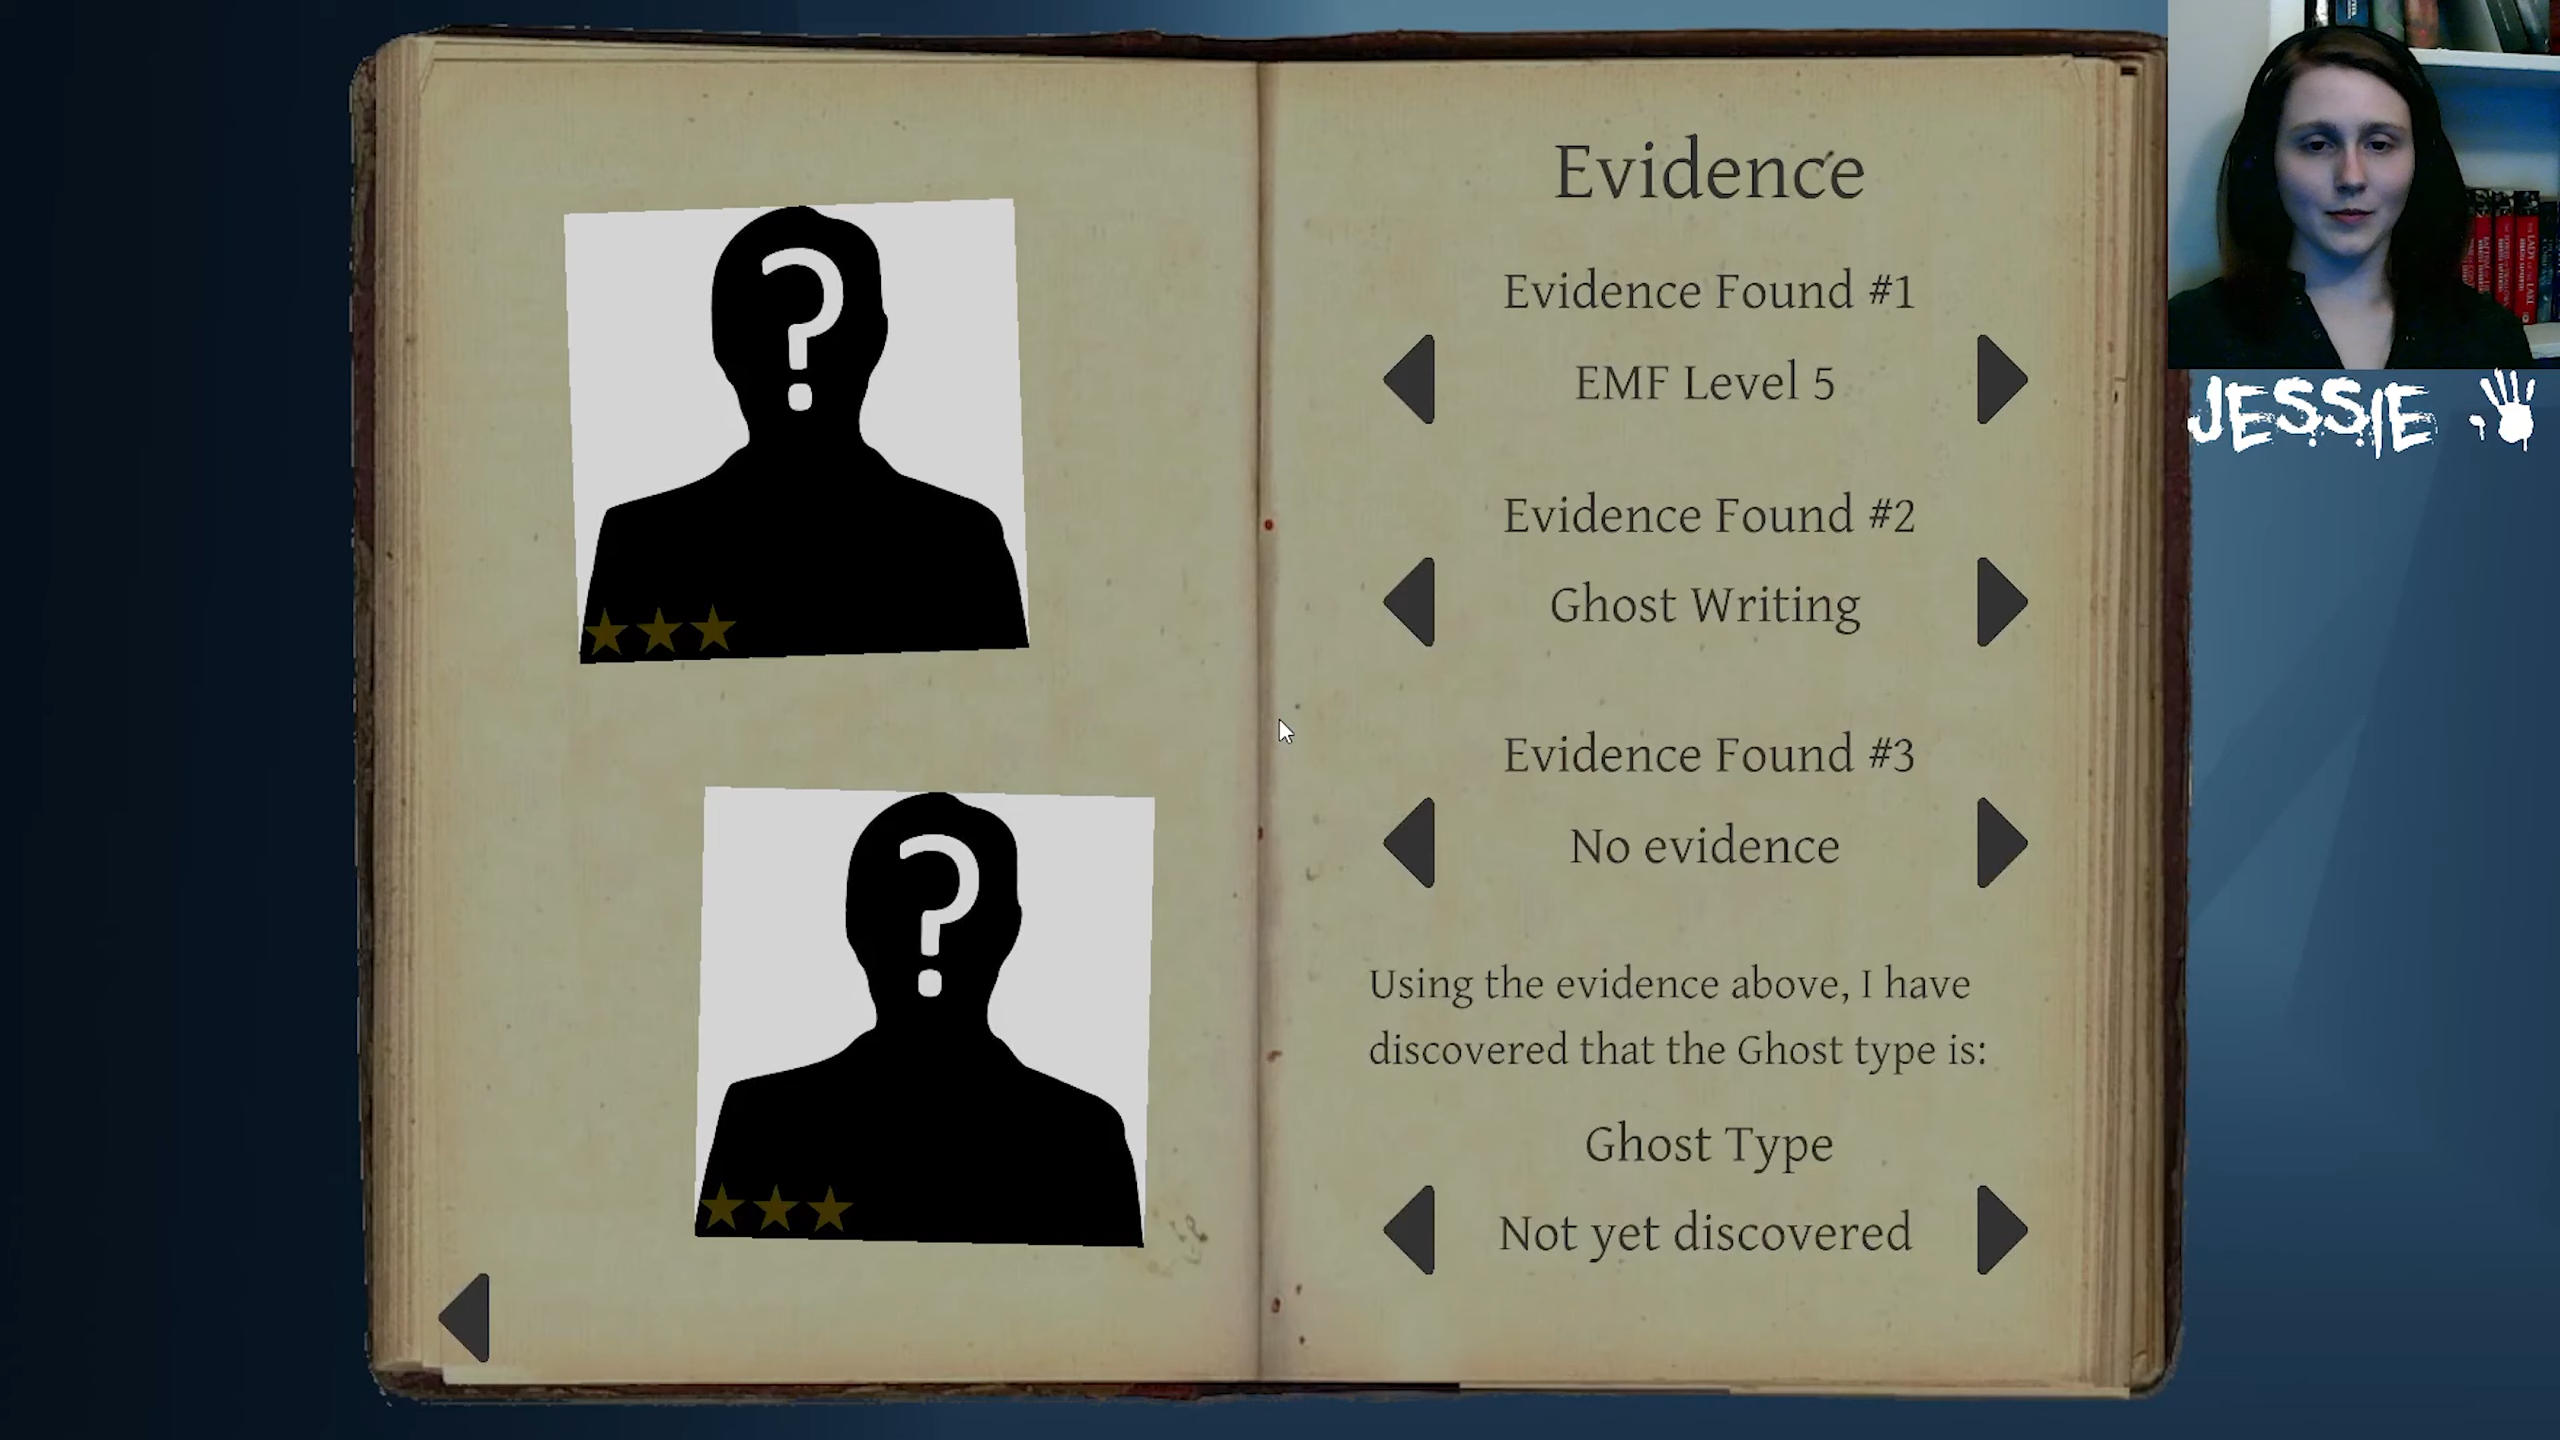 Evidence
Evidence Found #1
EMF Level 5
Evidence Found #2
Ghost Writing
Evidence Found #3
No evidence
Using the evidence above, I have
discovered that the Ghost type is:
Ghost Type
Not yet discovered
JESSIE
?
?